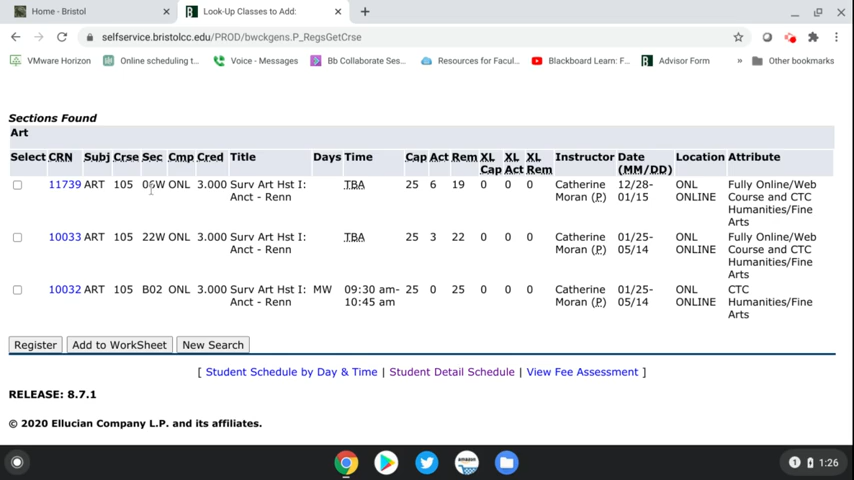 Home - Bristol
Look-Up Classes to Add:
selfservice.bristolcc.edu/PROD/bwckgens.P_RegsGetCrse
VMware Horizon Online scheduling t... Voice - Messages Bb Collaborate Ses... Resources for Facul... Blackboard Learn: F... Advisor Form » Other bookmarks
Sections Found
Art
Select CRN Subj Crse Sec Cmp Cred Title Days Time Cap Act Rem XL Cap XL Act XL Rem Instructor Date (MM/DD) Location Attribute
11739 ART 105 06W ONL 3.000 Surv Art Hst I: TBA 25 6 19 0 0 0 Catherine 12/28- ONL Fully Online/Web
Anct - Renn Moran (P) 01/15 ONLINE Course and CTC
Humanities/Fine
Arts
10033 ART 105 22W ONL 3.000 Surv Art Hst I: TBA 25 3 22 0 0 0 Catherine 01/25- ONL Fully Online/Web
Anct - Renn Moran (P) 05/14 ONLINE Course and CTC
Humanities/Fine
Arts
10032 ART 105 B02 ONL 3.000 Surv Art Hst I: MW 09:30 am- 25 0 25 0 0 0 Catherine 01/25- ONL CTC
Anct - Renn 10:45 am Moran (P) 05/14 ONLINE Humanities/Fine
Arts
Register Add to WorkSheet New Search
[ Student Schedule by Day & Time | Student Detail Schedule | View Fee Assessment ]
RELEASE: 8.7.1
© 2020 Ellucian Company L.P. and its affiliates.
amazon
1 1:26